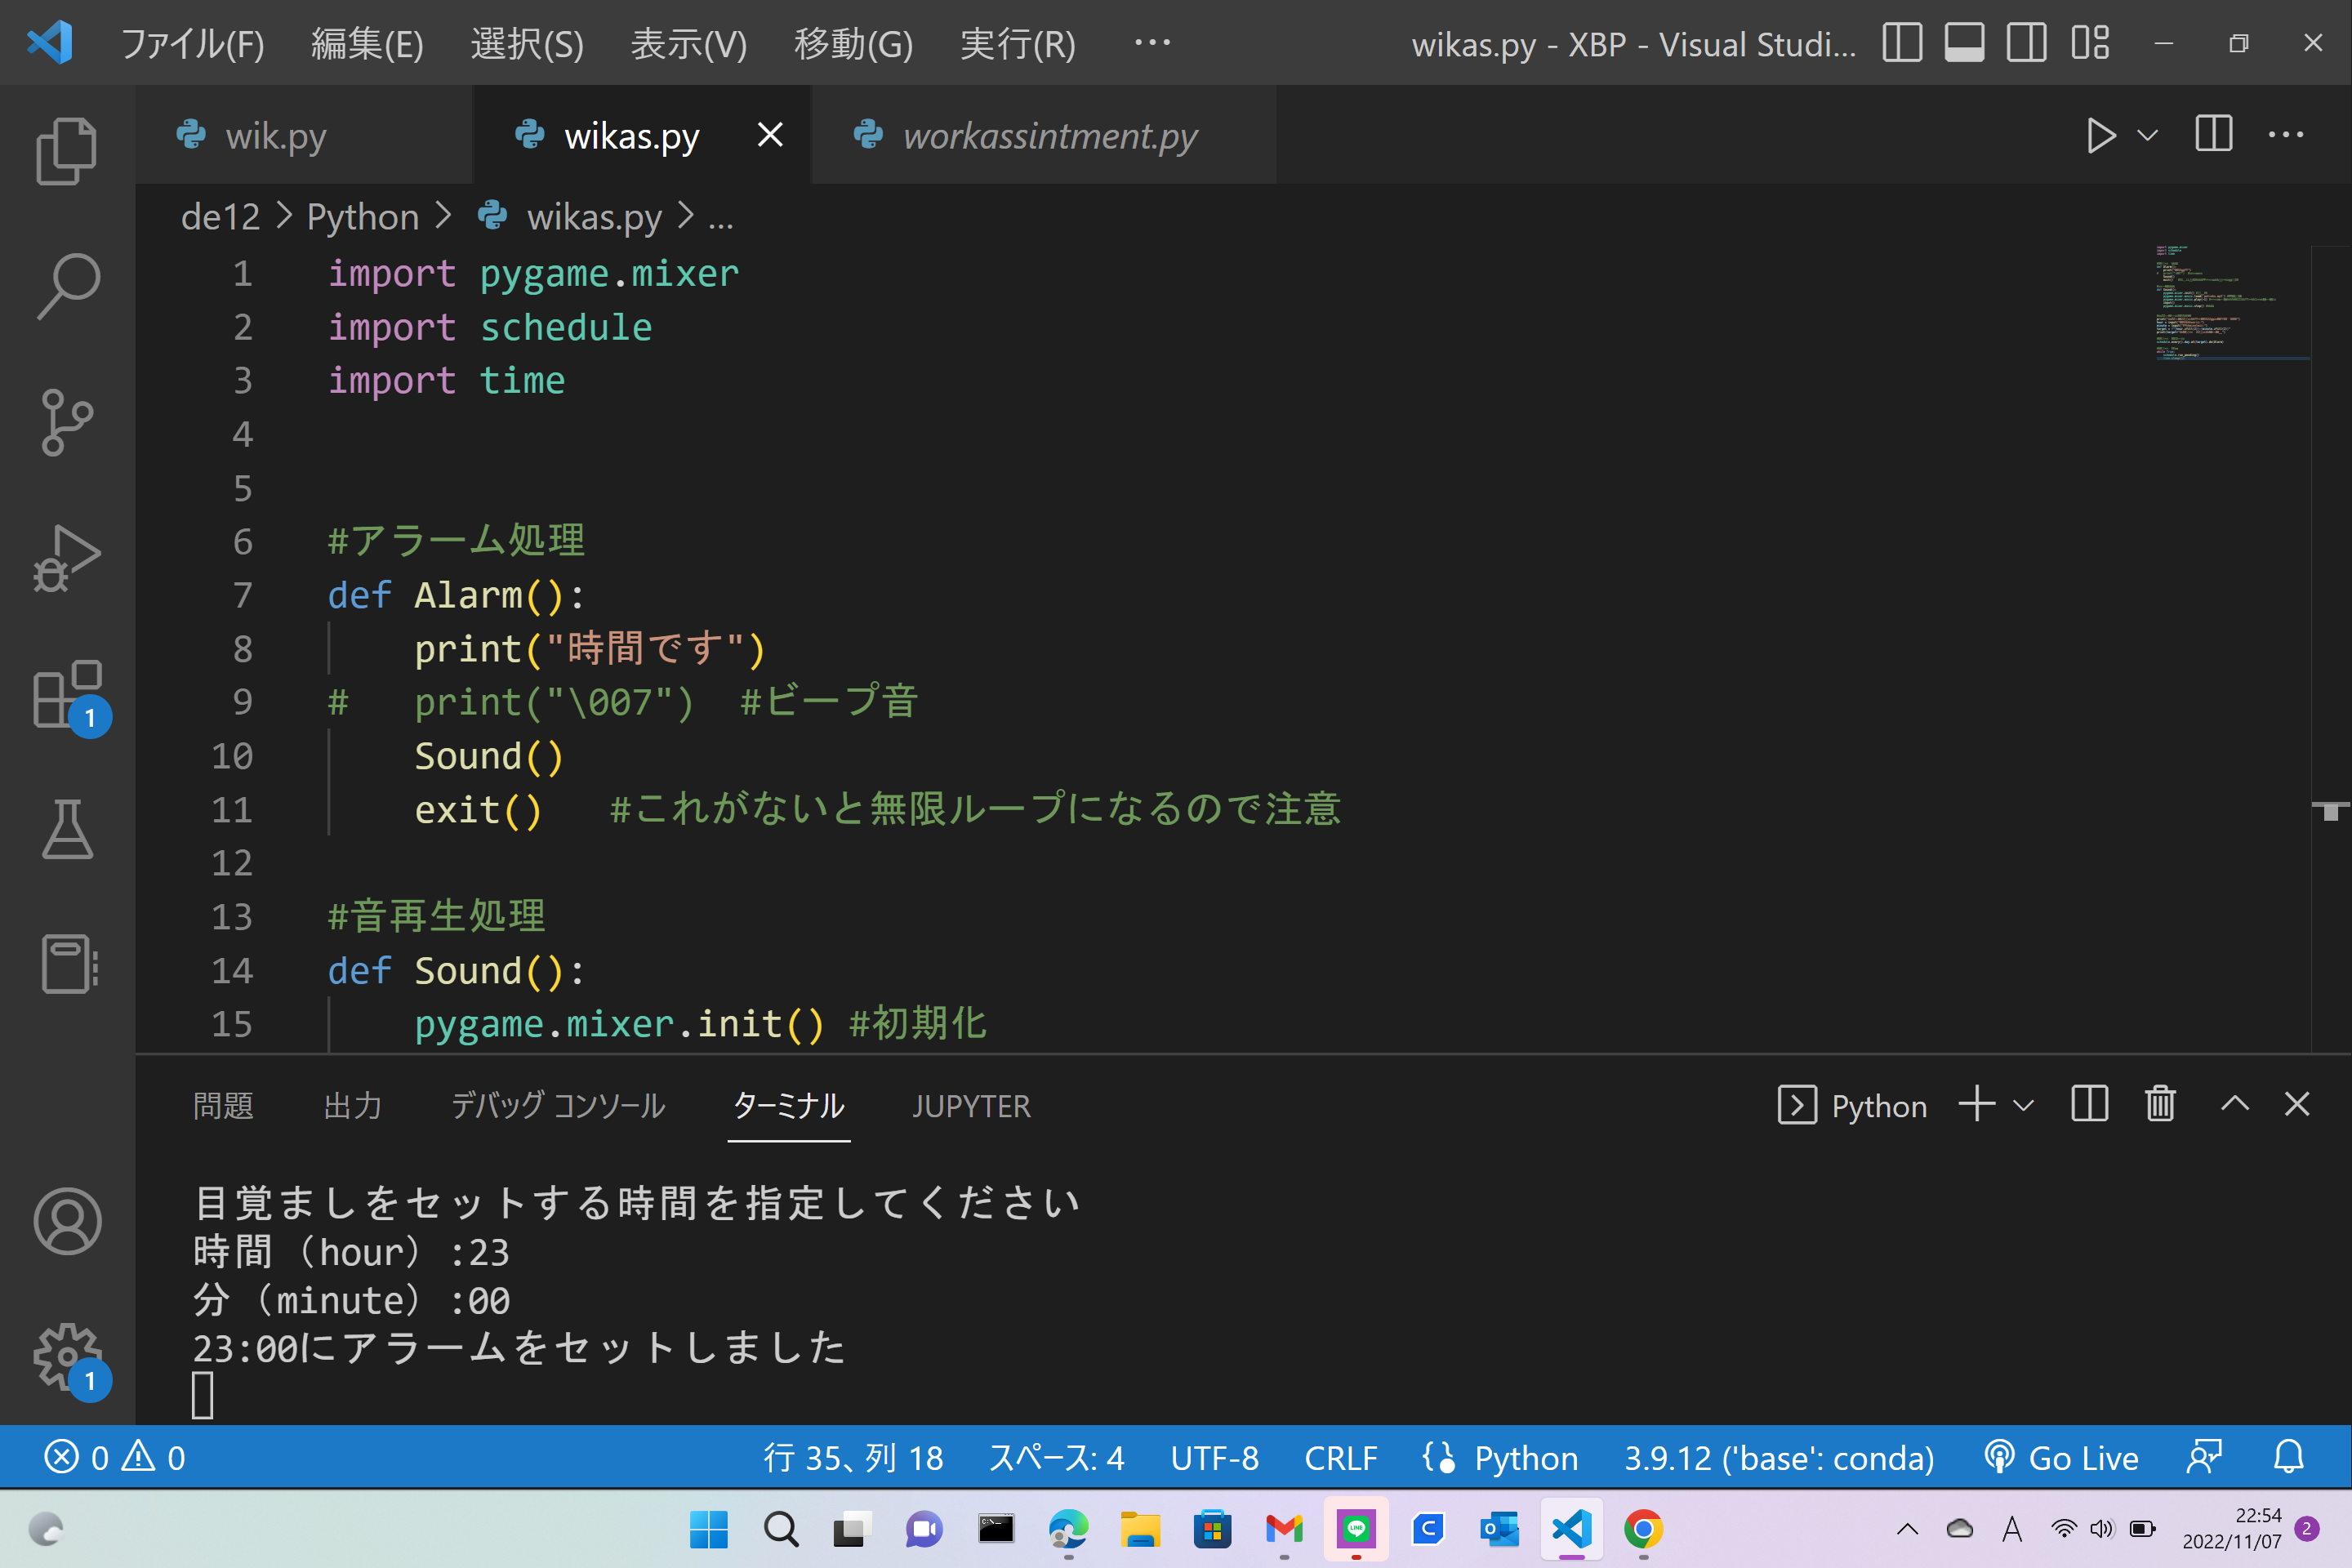 ファイル(F) 編集(E) 選択(S) 表示(V) 移動(G) 実行(R) ··· wikas.py - XBP - Visual Studi...
wik.py wikas.py workassintment.py
de12 > Python > wikas.py > ...
1 import pygame.mixer
2 import schedule
3 import time
4
5
6 #アラーム処理
7 def Alarm():
8 print("時間です")
9 # print("\007") #ビープ音
10 Sound()
11 exit() #これがないと無限ループになるので注意
12
13 #音再生処理
14 def Sound():
15 pygame.mixer.init() #初期化
1
問題 出力 デバッグ コンソール ターミナル JUPYTER Python
目覚ましをセットする時間を指定してください
時間（hour）:23
分（minute）:00
23:00にアラームをセットしました
1
0 0 行 35、列 18 スペース: 4 UTF-8 CRLF Python 3.9.12 ('base': conda) Go Live
22:54
2022/11/07 2